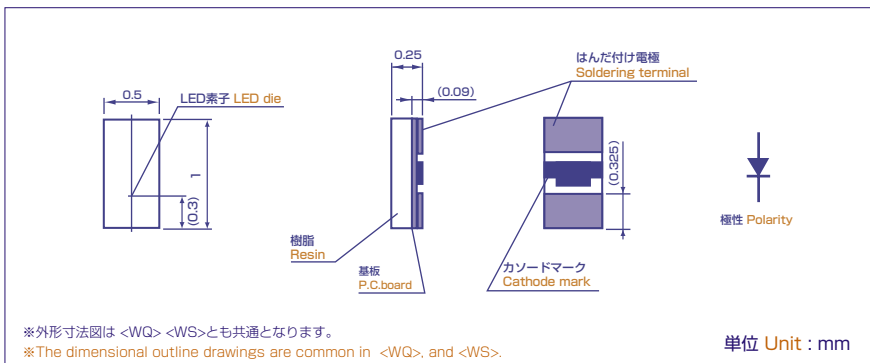 0.25
はんだ付け電極
Soldering terminal
0.5
LED素子 LED die
(0.09)
1
(0.3)
(0.325)
極性 Polarity
樹脂
Resin
基板
P.C.board
カソードマーク
Cathode mark
※外形寸法図は <WQ> <WS>とも共通となります。
※The dimensional outline drawings are common in <WQ>, and <WS>.
単位 Unit : mm